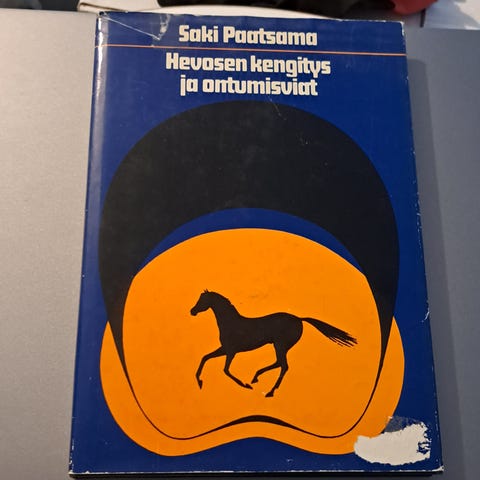 Saki Paatsama
Hevosen kengitys
ja ontumisviat